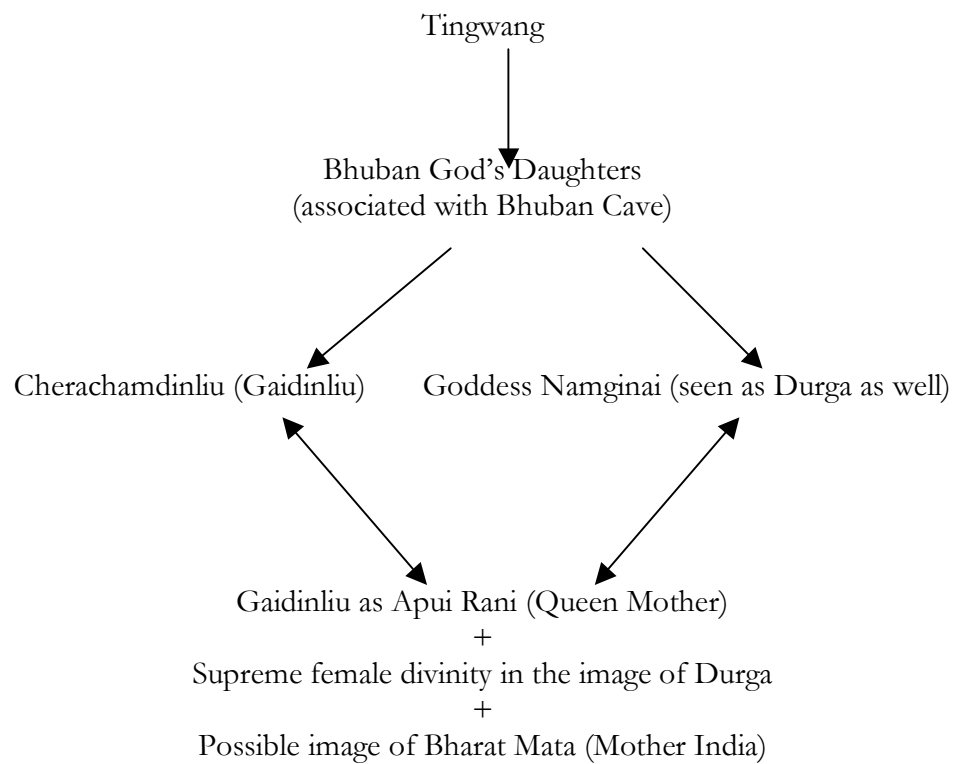 Tingwang
Bhuban God’s Daughters
(associated with Bhuban Cave)
Cherachamdinliu (Gaidinliu)
Goddess Namginai (seen as Durga as well)
Gaidinliu as Apui Rani (Queen Mother)
+
Supreme female divinity in the image of Durga
+
Possible image of Bharat Mata (Mother India)